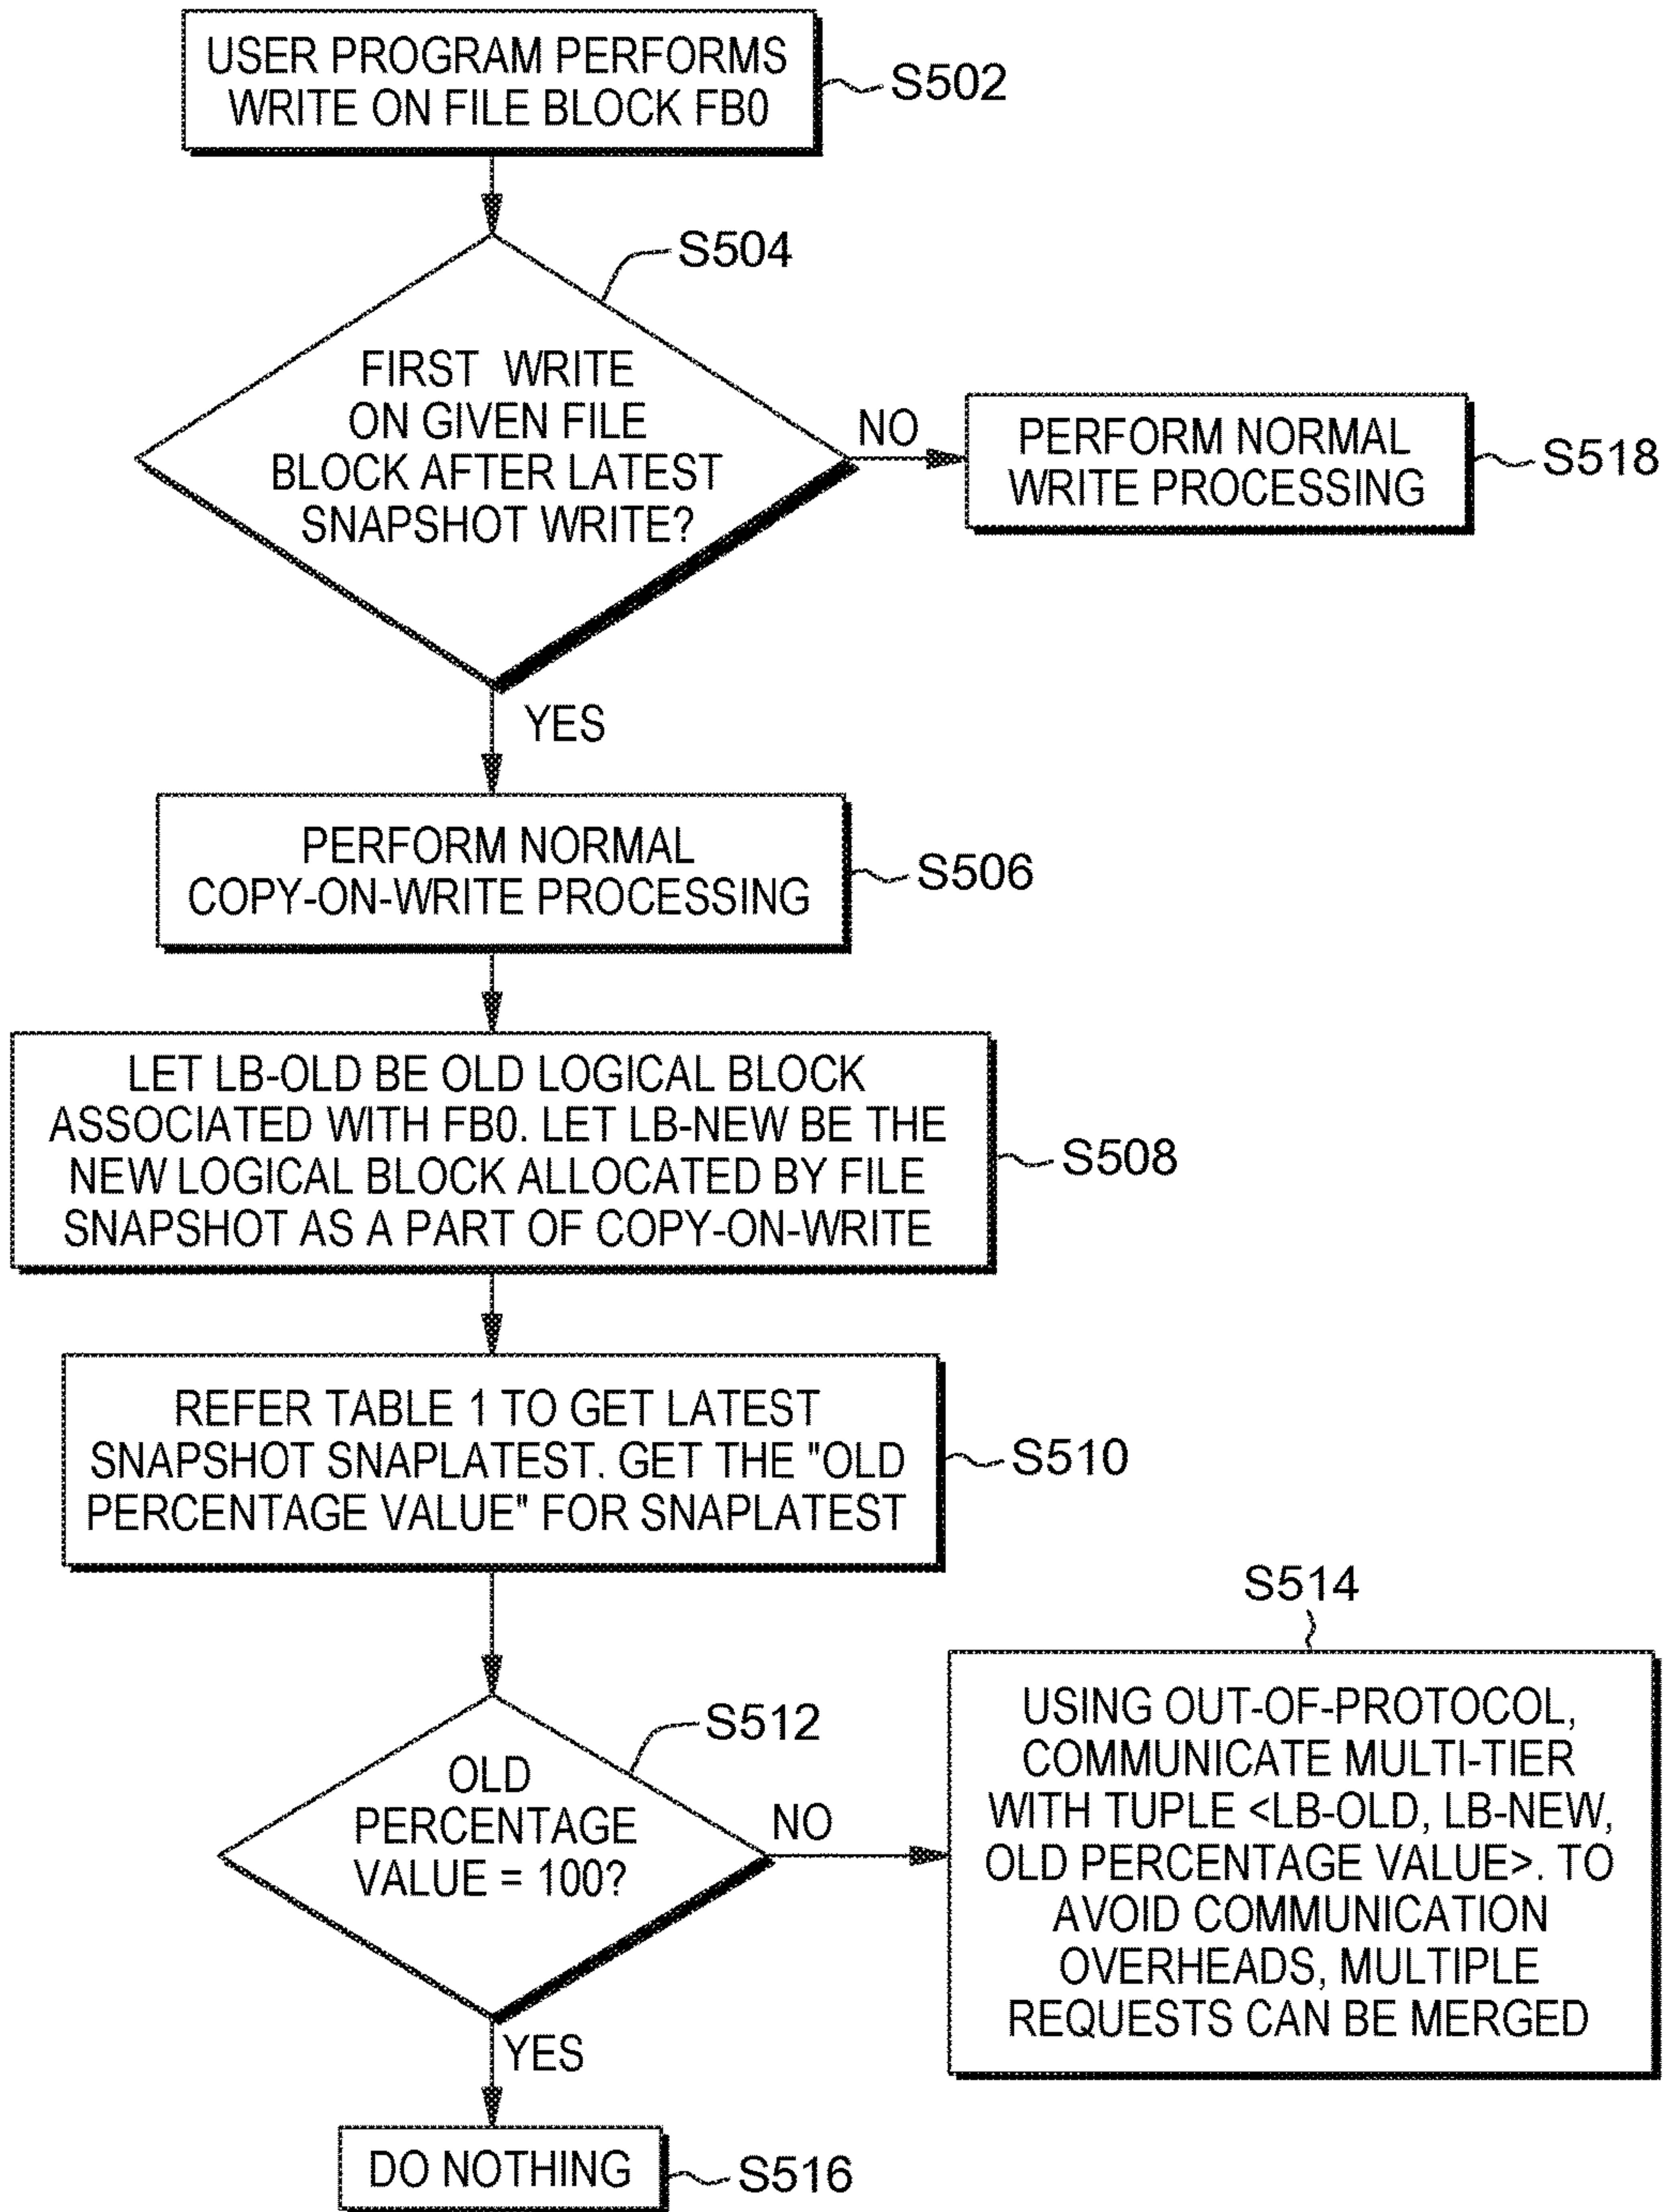 USER PROGRAM PERFORMS
WRITE ON FILE BLOCK FB0
S502
S504
FIRST WRITE
ON GIVEN FILE
BLOCK AFTER LATEST
SNAPSHOT WRITE?
NO
PERFORM NORMAL
WRITE PROCESSING
S518
YES
PERFORM NORMAL
COPY-ON-WRITE PROCESSING
S506
LET LB-OLD BE OLD LOGICAL BLOCK
ASSOCIATED WITH FB0. LET LB-NEW BE THE
NEW LOGICAL BLOCK ALLOCATED BY FILE
SNAPSHOT AS A PART OF COPY-ON-WRITE
S508
REFER TABLE 1 TO GET LATEST
SNAPSHOT SNAPLATEST. GET THE "OLD
PERCENTAGE VALUE" FOR SNAPLATEST
S510
S512
OLD
PERCENTAGE
VALUE = 100?
NO
S514
USING OUT-OF-PROTOCOL,
COMMUNICATE MULTI-TIER
WITH TUPLE <LB-OLD, LB-NEW,
OLD PERCENTAGE VALUE>. TO
AVOID COMMUNICATION
OVERHEADS, MULTIPLE
REQUESTS CAN BE MERGED
YES
DO NOTHING
S516